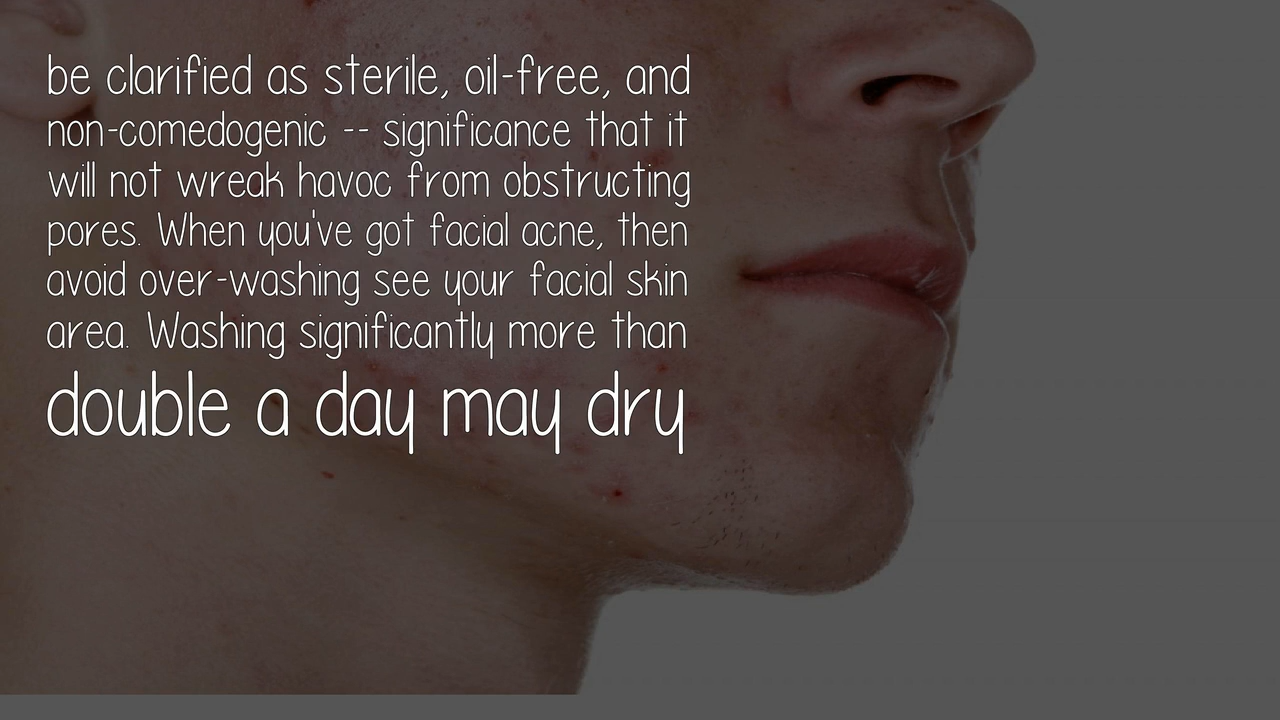 be clarified as sterile, oil-free, and
non-comedogenic -- significance that it
will not wreak havoc from obstructing
pores. When you've got facial acne, then
avoid over-washing see your facial skin
area. Washing significantly more than
double a day may dry